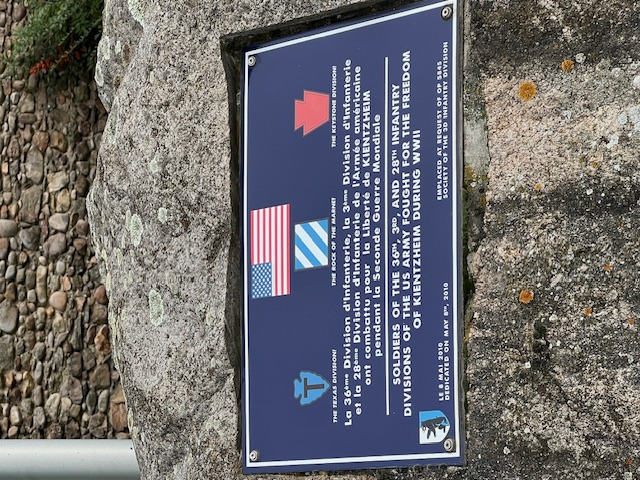 T
THE TEXAS DIVISION!
THE ROCK OF THE MARNE!
THE KEYSTONE DIVISION!
La 36ème Division d'Infanterie, la 3ème Division d'Infanterie
et la 28ème Division d'Infanterie de l'Armée américaine
ont combattu pour la Liberté de KIENTZHEIM
pendant la Seconde Guerre Mondiale
SOLDIERS OF THE 36TH, 3RD, AND 28TH INFANTRY
DIVISIONS OF THE US ARMY FOUGHT FOR THE FREEDOM
OF KIENTZHEIM DURING WWII
LE 8 MAI 2010
DEDICATED ON MAY 8TH, 2010
EMPLACED AT REQUEST OF OP 5845
SOCIETY OF THE 3D INFANTRY DIVISION